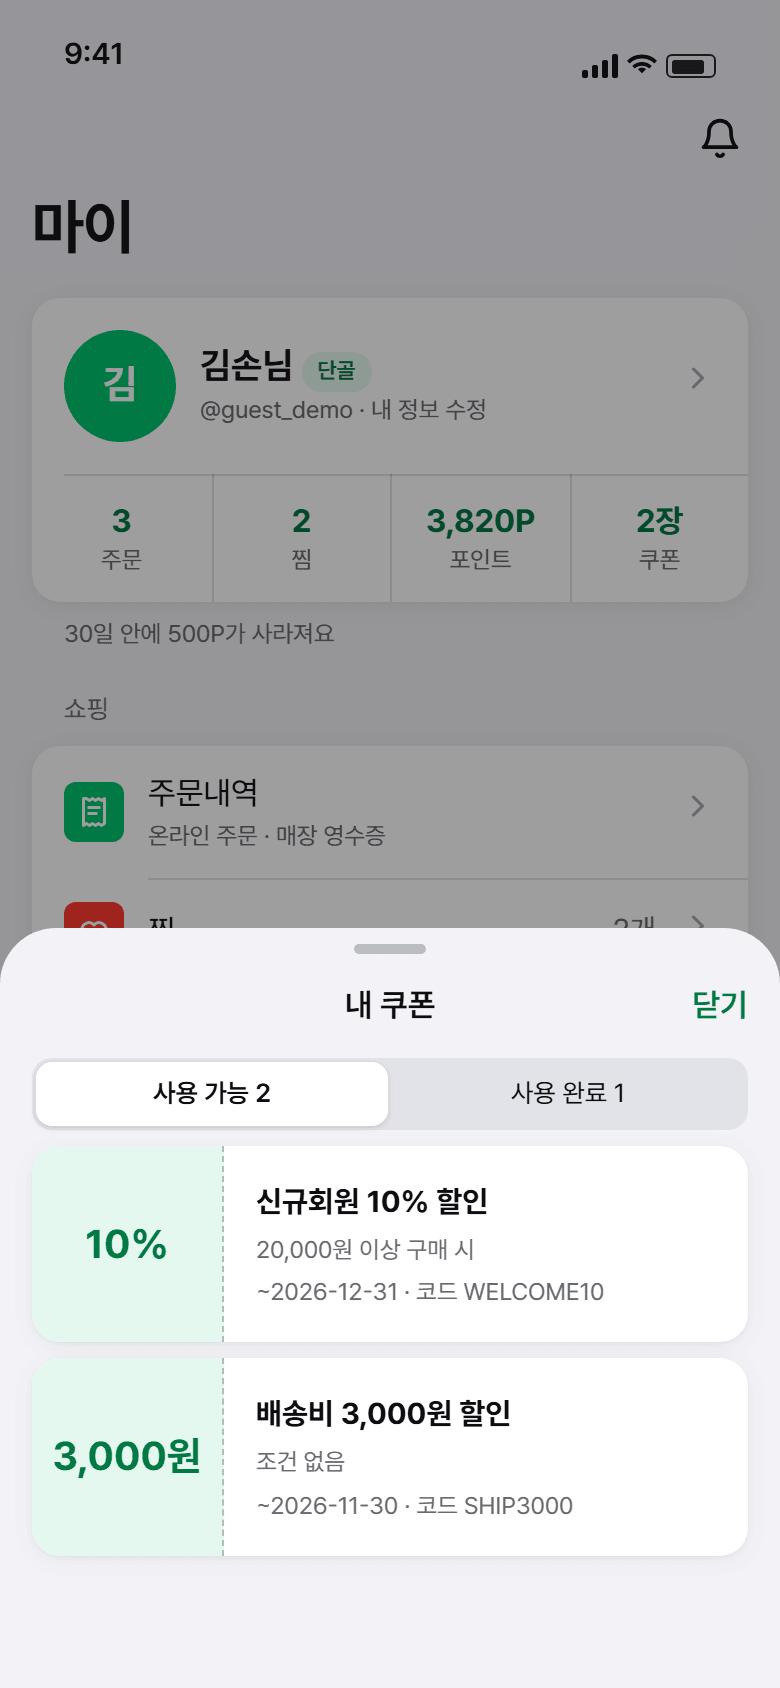 9:41
마이
김
김손님 단골
@guest_demo · 내 정보 수정
3
주문
2
찜
3,820P
포인트
2장
쿠폰
30일 안에 500P가 사라져요
쇼핑
주문내역
온라인 주문 · 매장 영수증
찜 2개
내 쿠폰 닫기
사용 가능 2 사용 완료 1
10%
신규회원 10% 할인
20,000원 이상 구매 시
~2026-12-31 · 코드 WELCOME10
3,000원
배송비 3,000원 할인
조건 없음
~2026-11-30 · 코드 SHIP3000